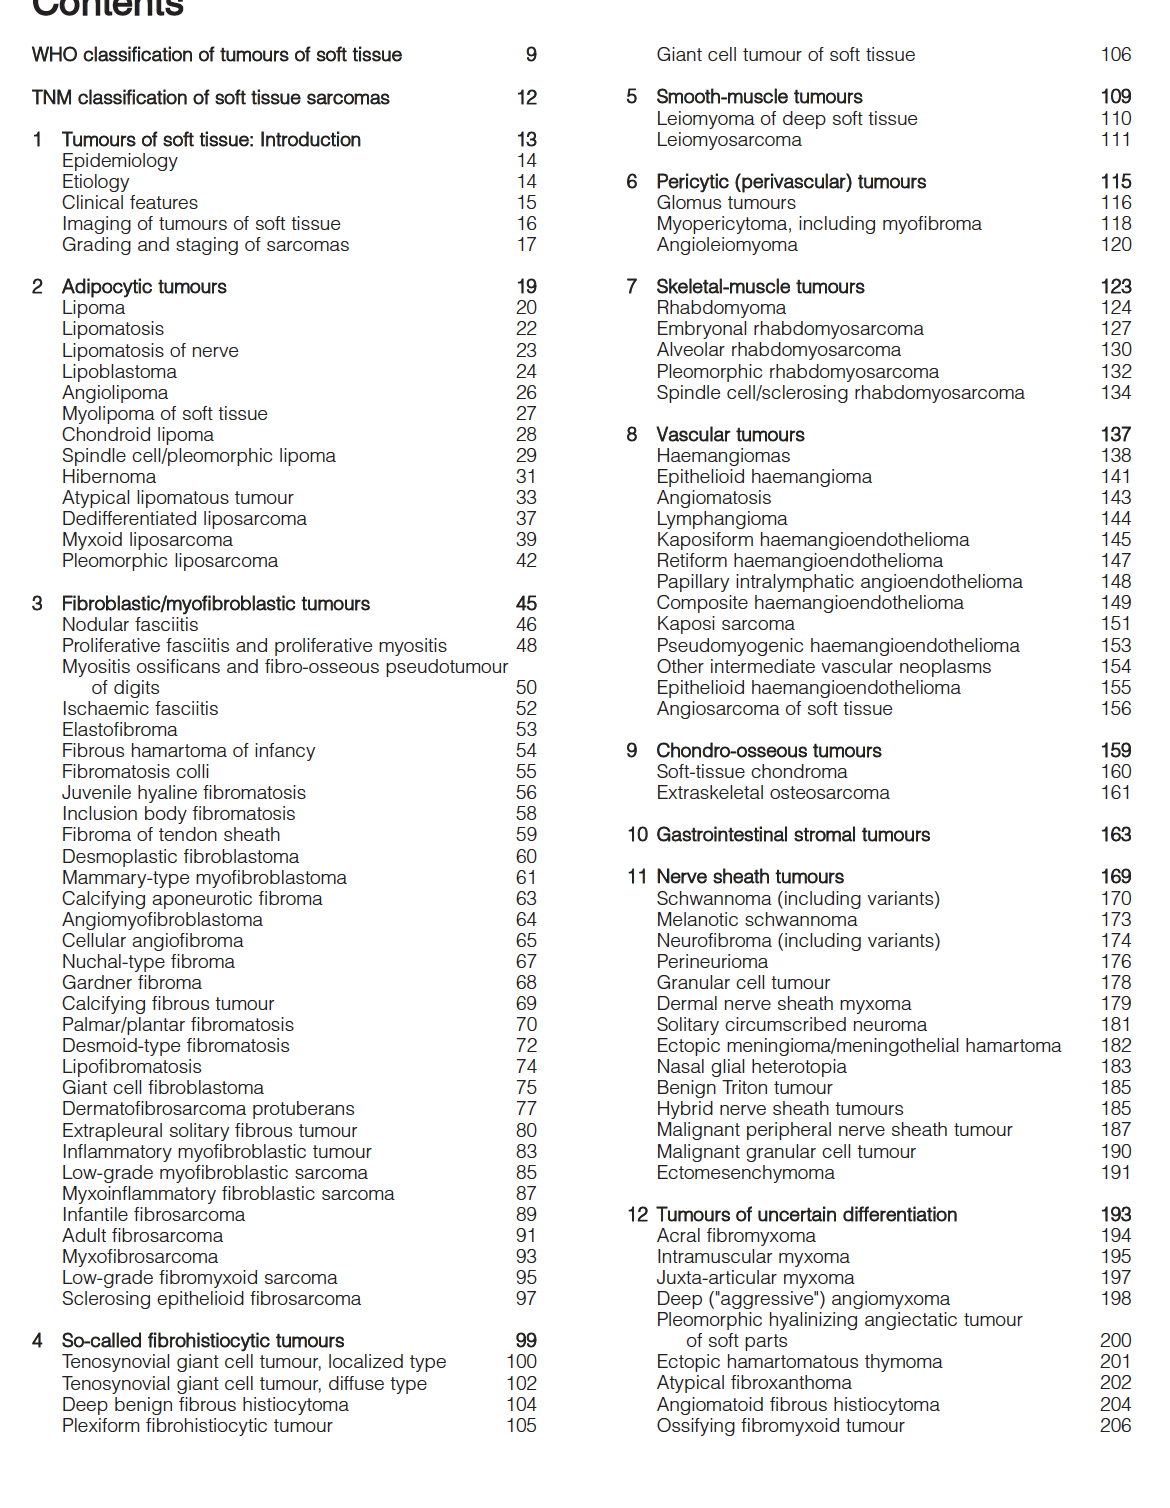 Contents
WHO classification of tumours of soft tissue 9
TNM classification of soft tissue sarcomas 12
1 Tumours of soft tissue: Introduction 13
Epidemiology 14
Etiology 14
Clinical features 15
Imaging of tumours of soft tissue 16
Grading and staging of sarcomas 17
2 Adipocytic tumours 19
Lipoma 20
Lipomatosis 22
Lipomatosis of nerve 23
Lipoblastoma 24
Angiolipoma 26
Myolipoma of soft tissue 27
Chondroid lipoma 28
Spindle cell/pleomorphic lipoma 29
Hibernoma 31
Atypical lipomatous tumour 33
Dedifferentiated liposarcoma 37
Myxoid liposarcoma 39
Pleomorphic liposarcoma 42
3 Fibroblastic/myofibroblastic tumours 45
Nodular fasciitis 46
Proliferative fasciitis and proliferative myositis 48
Myositis ossificans and fibro-osseous pseudotumour
of digits 50
Ischaemic fasciitis 52
Elastofibroma 53
Fibrous hamartoma of infancy 54
Fibromatosis colli 55
Juvenile hyaline fibromatosis 56
Inclusion body fibromatosis 58
Fibroma of tendon sheath 59
Desmoplastic fibroblastoma 60
Mammary-type myofibroblastoma 61
Calcifying aponeurotic fibroma 63
Angiomyofibroblastoma 64
Cellular angiofibroma 65
Nuchal-type fibroma 67
Gardner fibroma 68
Calcifying fibrous tumour 69
Palmar/plantar fibromatosis 70
Desmoid-type fibromatosis 72
Lipofibromatosis 74
Giant cell fibroblastoma 75
Dermatofibrosarcoma protuberans 77
Extrapleural solitary fibrous tumour 80
Inflammatory myofibroblastic tumour 83
Low-grade myofibroblastic sarcoma 85
Myxoinflammatory fibroblastic sarcoma 87
Infantile fibrosarcoma 89
Adult fibrosarcoma 91
Myxofibrosarcoma 93
Low-grade fibromyxoid sarcoma 95
Sclerosing epithelioid fibrosarcoma 97
4 So-called fibrohistiocytic tumours 99
Tenosynovial giant cell tumour, localized type 100
Tenosynovial giant cell tumour, diffuse type 102
Deep benign fibrous histiocytoma 104
Plexiform fibrohistiocytic tumour 105
Giant cell tumour of soft tissue 106
5 Smooth-muscle tumours 109
Leiomyoma of deep soft tissue 110
Leiomyosarcoma 111
6 Pericytic (perivascular) tumours 115
Glomus tumours 116
Myopericytoma, including myofibroma 118
Angioleiomyoma 120
7 Skeletal-muscle tumours 123
Rhabdomyoma 124
Embryonal rhabdomyosarcoma 127
Alveolar rhabdomyosarcoma 130
Pleomorphic rhabdomyosarcoma 132
Spindle cell/sclerosing rhabdomyosarcoma 134
8 Vascular tumours 137
Haemangiomas 138
Epithelioid haemangioma 141
Angiomatosis 143
Lymphangioma 144
Kaposiform haemangioendothelioma 145
Retiform haemangioendothelioma 147
Papillary intralymphatic angioendothelioma 148
Composite haemangioendothelioma 149
Kaposi sarcoma 151
Pseudomyogenic haemangioendothelioma 153
Other intermediate vascular neoplasms 154
Epithelioid haemangioendothelioma 155
Angiosarcoma of soft tissue 156
9 Chondro-osseous tumours 159
Soft-tissue chondroma 160
Extraskeletal osteosarcoma 161
10 Gastrointestinal stromal tumours 163
11 Nerve sheath tumours 169
Schwannoma (including variants) 170
Melanotic schwannoma 173
Neurofibroma (including variants) 174
Perineurioma 176
Granular cell tumour 178
Dermal nerve sheath myxoma 179
Solitary circumscribed neuroma 181
Ectopic meningioma/meningothelial hamartoma 182
Nasal glial heterotopia 183
Benign Triton tumour 185
Hybrid nerve sheath tumours 185
Malignant peripheral nerve sheath tumour 187
Malignant granular cell tumour 190
Ectomesenchymoma 191
12 Tumours of uncertain differentiation 193
Acral fibromyxoma 194
Intramuscular myxoma 195
Juxta-articular myxoma 197
Deep ("aggressive") angiomyxoma 198
Pleomorphic hyalinizing angiectatic tumour
of soft parts 200
Ectopic hamartomatous thymoma 201
Atypical fibroxanthoma 202
Angiomatoid fibrous histiocytoma 204
Ossifying fibromyxoid tumour 206